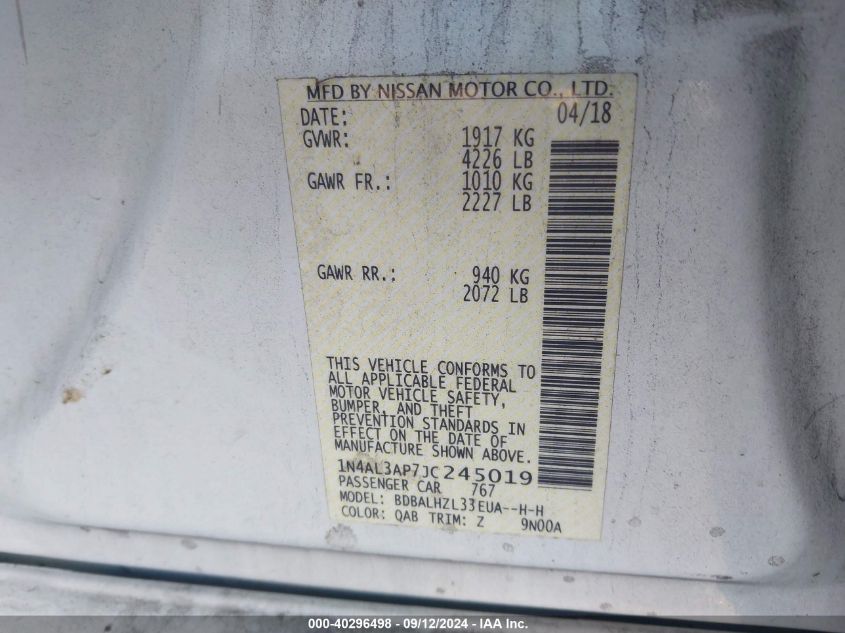 MFD BY NISSAN MOTOR CO., LTD.
DATE: 04/18
GVWR: 1917 KG
4226 LB
GAWR FR.: 1010 KG
2227 LB
GAWR RR.: 940 KG
2072 LB
THIS VEHICLE CONFORMS TO
ALL APPLICABLE FEDERAL
MOTOR VEHICLE SAFETY,
BUMPER, AND THEFT
PREVENTION STANDARDS IN
EFFECT ON THE DATE OF
MANUFACTURE SHOWN ABOVE.
1N4AL3AP7JC245019
PASSENGER CAR 767
MODEL: BDBALHZL33EUA--H-H
COLOR: QAB TRIM: Z 9N00A
000-40296498 - 09/12/2024 - IAA Inc.